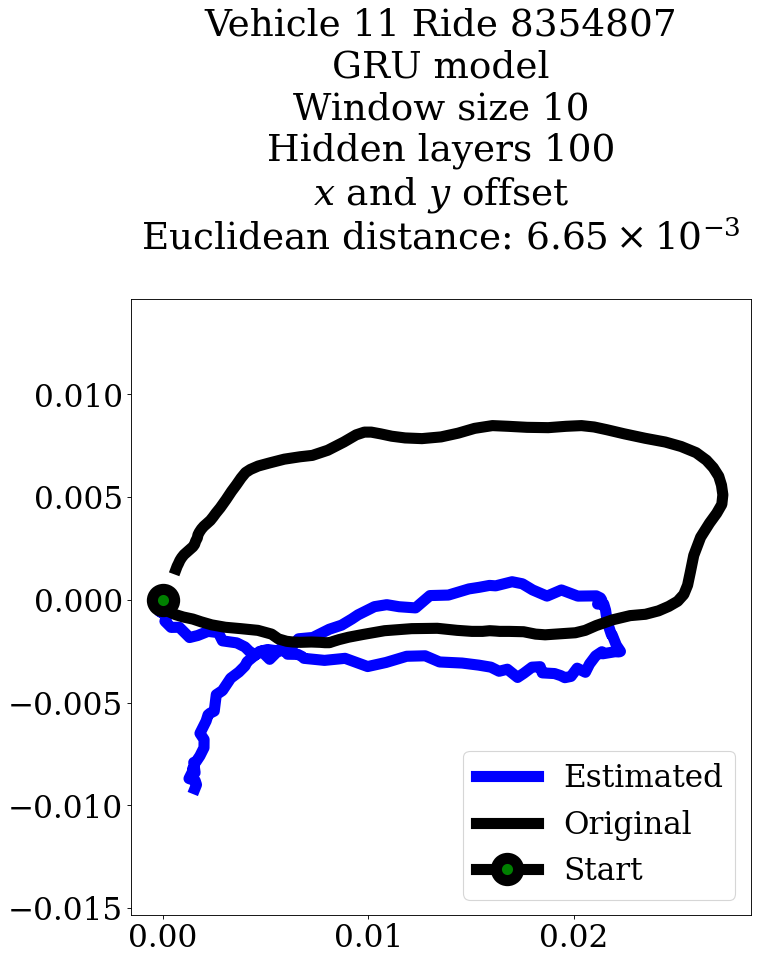 Vehicle 11 Ride 8354807
GRU model
Window size 10
Hidden layers 100
x and y offset
Euclidean distance: 6.65 × 10⁻³
0.010
0.005
0.000
−0.005
−0.010
−0.015
0.00 0.01 0.02
Estimated
Original
Start